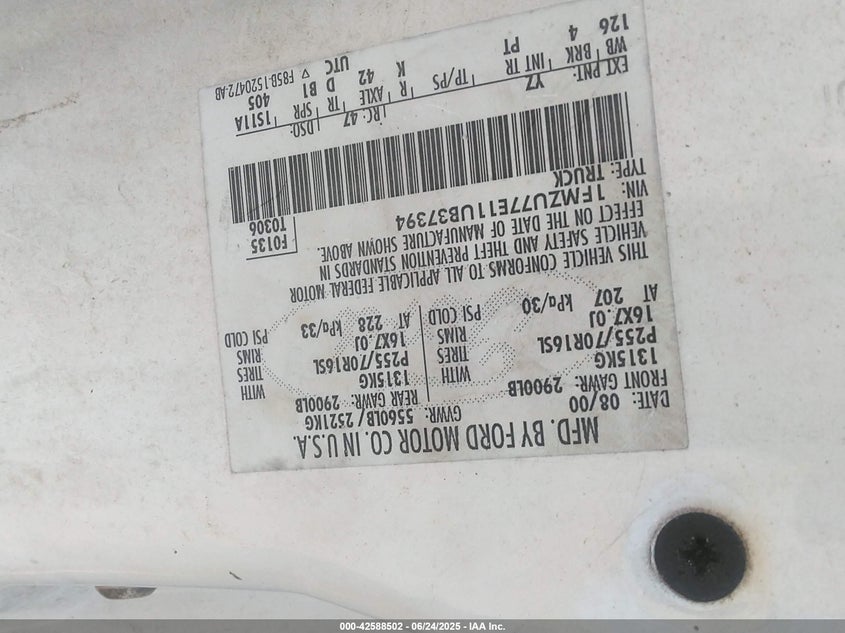 MFD. BY FORD MOTOR CO. IN U.S.A.
DATE: 08/00 GVWR: 5560LB / 2521KG
FRONT GAWR: 2900LB REAR GAWR: 2900LB
1315KG WITH 1315KG WITH
P255/70R16SL TIRES P255/70R16SL TIRES
16X7.0J RIMS 16X7.0J RIMS
AT 207 kPa/30 PSI COLD AT 228 kPa/33 PSI COLD
THIS VEHICLE CONFORMS TO ALL APPLICABLE FEDERAL MOTOR
VEHICLE SAFETY AND THEFT PREVENTION STANDARDS IN
EFFECT ON THE DATE OF MANUFACTURE SHOWN ABOVE.
VIN: 1FMZU77E11UB37394 F0135
TYPE: TRUCK T0306
EXT PNT: YZ RC: 47 DSO:
WB BRK INT TR TP/PS R AXLE TR SPR 1S11A
126 4 PT K 42 D B1 405
UTC ▽ F85B-1520472-AB
000-42588502 - 06/24/2025 - IAA Inc.